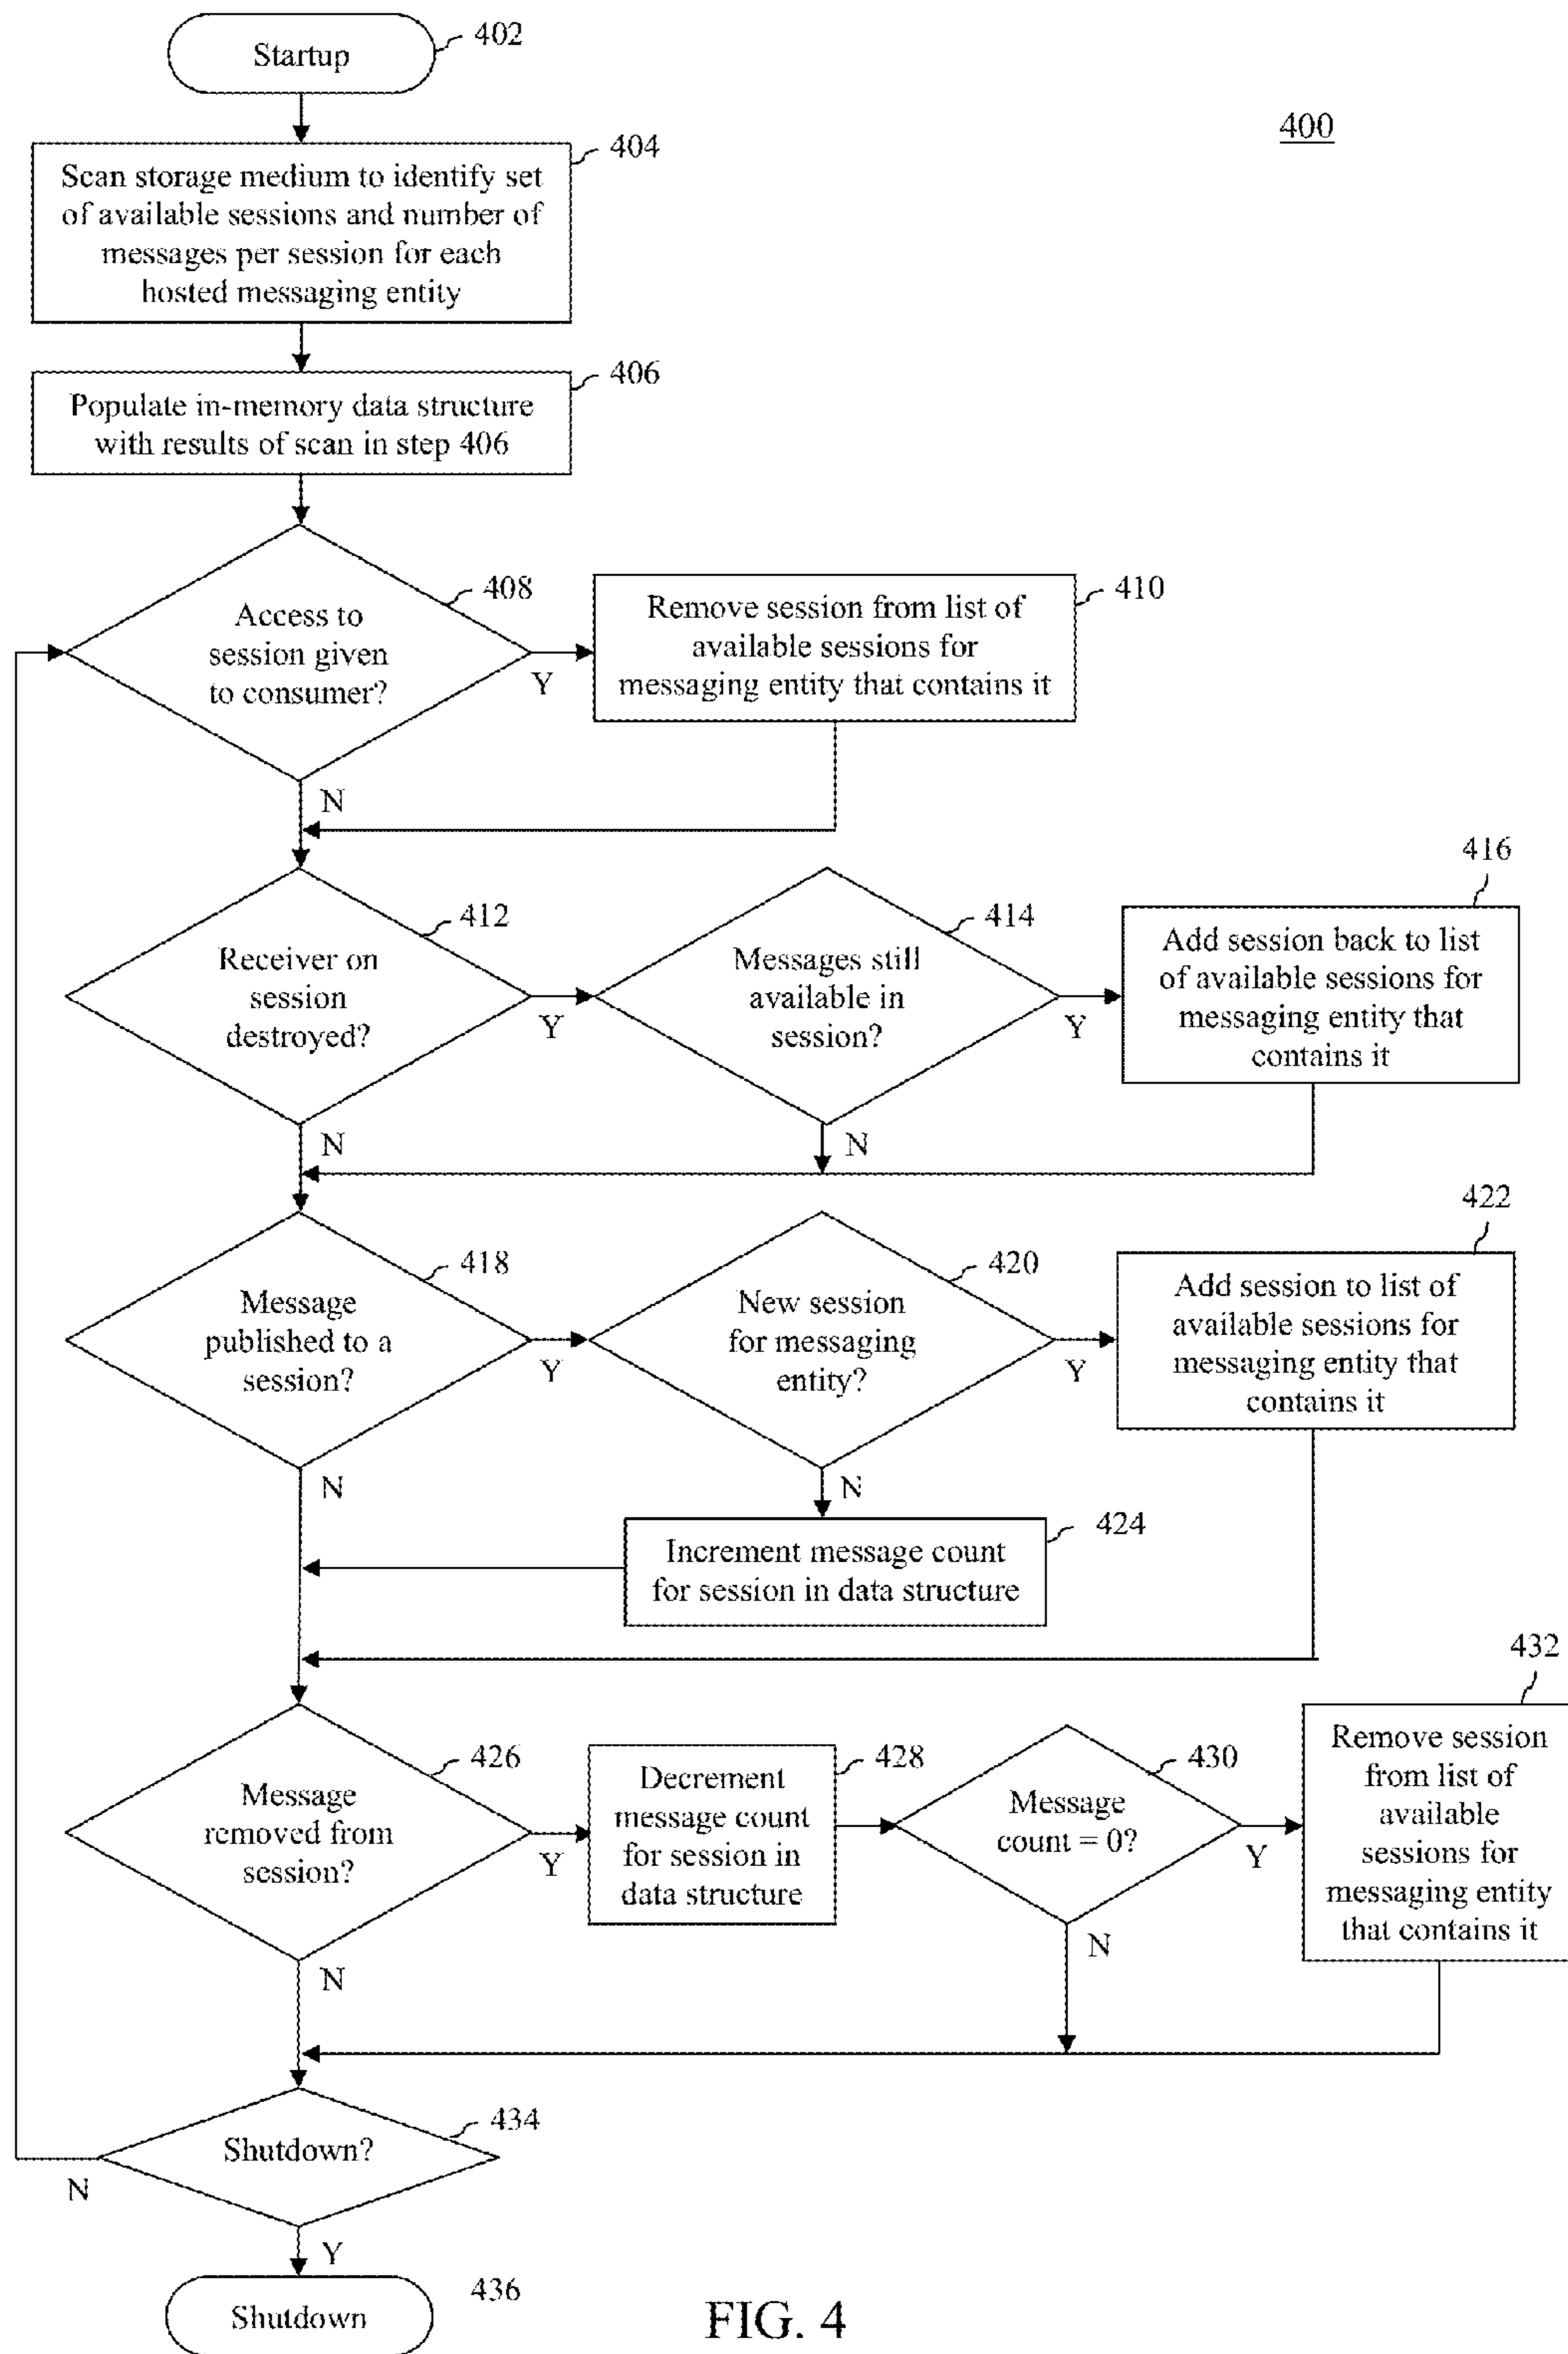 Startup
402
400
404
Scan storage medium to identify set
of available sessions and number of
messages per session for each
hosted messaging entity
406
Populate in-memory data structure
with results of scan in step 406
408
Access to
session given
to consumer?
Y
N
410
Remove session from list of
available sessions for
messaging entity that contains it
412
Receiver on
session
destroyed?
Y
N
414
Messages still
available in
session?
Y
N
416
Add session back to list
of available sessions for
messaging entity that
contains it
418
Message
published to a
session?
Y
N
420
New session
for messaging
entity?
Y
N
422
Add session to list of
available sessions for
messaging entity that
contains it
424
Increment message count
for session in data structure
426
Message
removed from
session?
Y
N
428
Decrement
message count
for session in
data structure
430
Message
count = 0?
Y
N
432
Remove session
from list of
available
sessions for
messaging entity
that contains it
434
Shutdown?
N
Y
436
Shutdown
FIG. 4